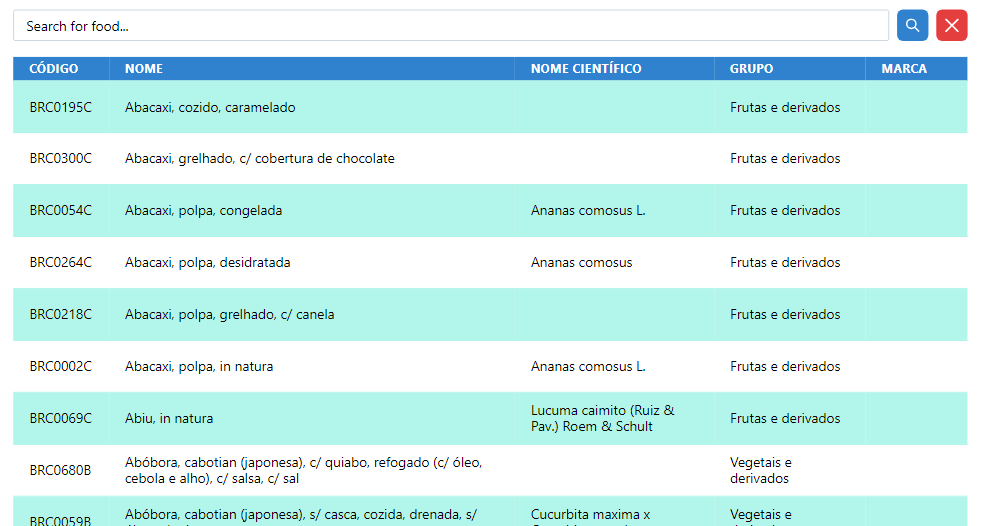 Search for food...
CÓDIGO NOME NOME CIENTÍFICO GRUPO MARCA
BRC0195C Abacaxi, cozido, caramelado Frutas e derivados
BRC0300C Abacaxi, grelhado, c/ cobertura de chocolate Frutas e derivados
BRC0054C Abacaxi, polpa, congelada Ananas comosus L. Frutas e derivados
BRC0264C Abacaxi, polpa, desidratada Ananas comosus Frutas e derivados
BRC0218C Abacaxi, polpa, grelhado, c/ canela Frutas e derivados
BRC0002C Abacaxi, polpa, in natura Ananas comosus L. Frutas e derivados
BRC0069C Abiu, in natura Lucuma caimito (Ruiz &
Pav.) Roem & Schult Frutas e derivados
BRC0680B Abóbora, cabotian (japonesa), c/ quiabo, refogado (c/ óleo,
cebola e alho), c/ salsa, c/ sal Vegetais e
derivados
BRC0059B Abóbora, cabotian (japonesa), s/ casca, cozida, drenada, s/
Cucurbita maxima x
Vegetais e